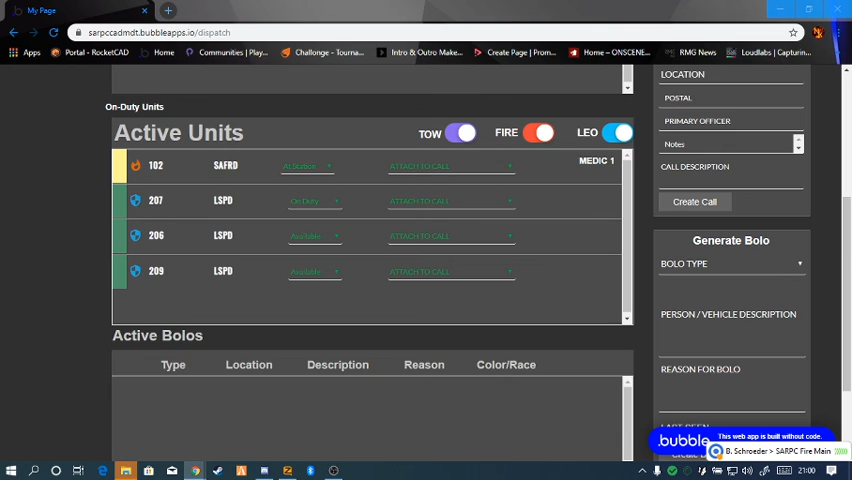 My Page
sarpccadmdt.bubbleapps.io/dispatch
Apps Portal - RocketCAD Home Communities | Play... Challonge - Tourna... Intro & Outro Make... Create Page | Prom... Home – ONSCENE... RMG News Loudlabs | Capturin...
On-Duty Units
Active Units TOW FIRE LEO
102 SAFRD At Station ATTACH TO CALL MEDIC 1
207 LSPD On Duty ATTACH TO CALL
206 LSPD Available ATTACH TO CALL
209 LSPD Available ATTACH TO CALL
Active Bolos
Type Location Description Reason Color/Race
LOCATION
POSTAL
PRIMARY OFFICER
Notes
CALL DESCRIPTION
Create Call
Generate Bolo
BOLO TYPE
PERSON / VEHICLE DESCRIPTION
REASON FOR BOLO
LAST SEEN
.bubble This web app is built without code.
B. Schroeder > SARPC Fire Main
21:00